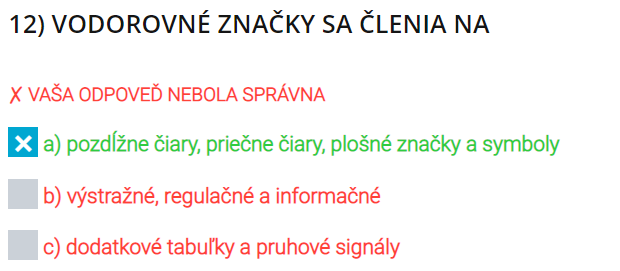 12) VODOROVNÉ ZNAČKY SA ČLENIA NA
✗ VAŠA ODPOVEĎ NEBOLA SPRÁVNA
a) pozdĺžne čiary, priečne čiary, plošné značky a symboly
b) výstražné, regulačné a informačné
c) dodatkové tabuľky a pruhové signály